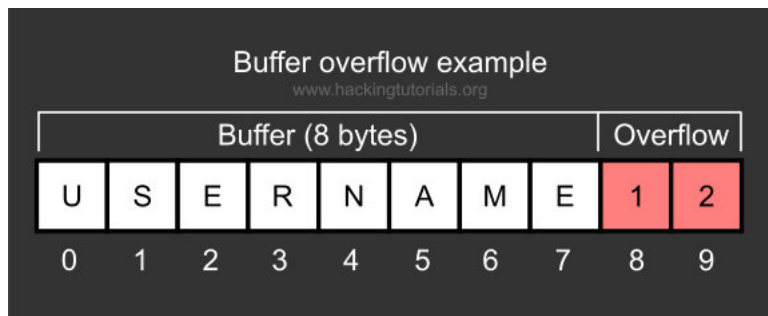 Buffer overflow example
www.hackingtutorials.org
Buffer (8 bytes) Overflow
U S E R N A M E 1 2
0 1 2 3 4 5 6 7 8 9